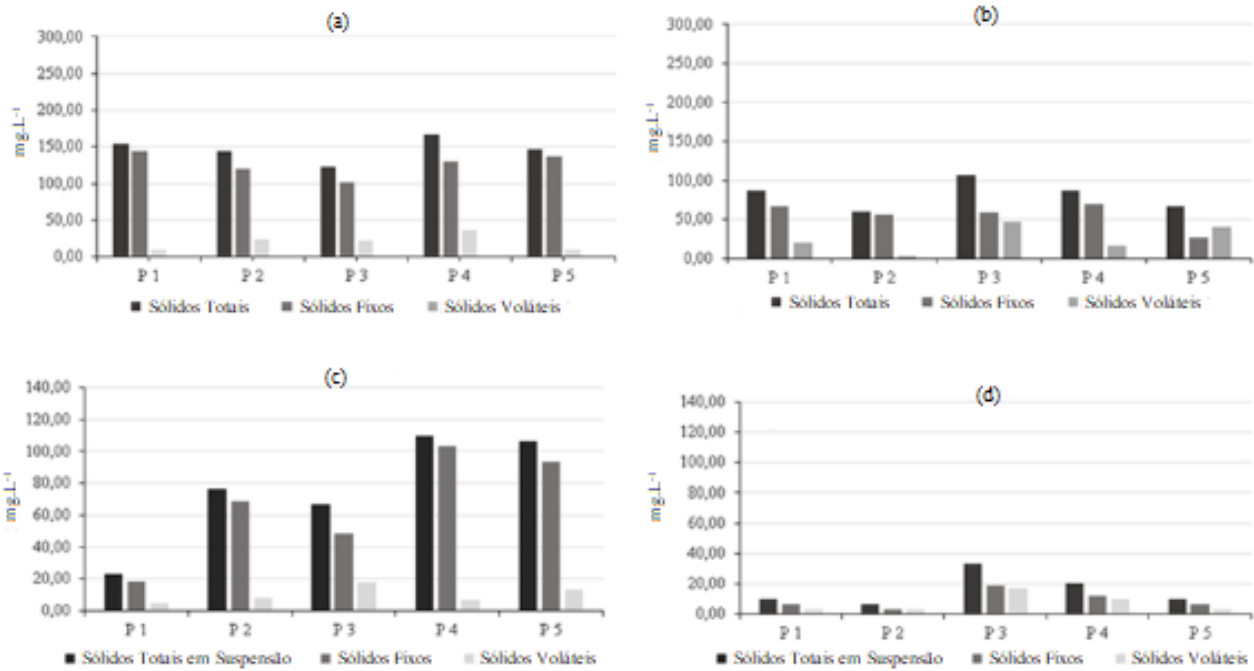 (a)
300,00
250,00
200,00
150,00
100,00
50,00
0,00
mg.L⁻¹
P 1 P 2 P 3 P 4 P 5
■ Sólidos Totais ■ Sólidos Fixos ■ Sólidos Voláteis
(b)
300,00
250,00
200,00
150,00
100,00
50,00
0,00
mg.L⁻¹
P 1 P 2 P 3 P 4 P 5
■ Sólidos Totais ■ Sólidos Fixos ■ Sólidos Voláteis
(c)
140,00
120,00
100,00
80,00
60,00
40,00
20,00
0,00
mg.L⁻¹
P 1 P 2 P 3 P 4 P 5
■ Sólidos Totais em Suspensão ■ Sólidos Fixos ■ Sólidos Voláteis
(d)
140,00
120,00
100,00
80,00
60,00
40,00
20,00
0,00
mg.L⁻¹
P 1 P 2 P 3 P 4 P 5
■ Sólidos Totais em Suspensão ■ Sólidos Fixos ■ Sólidos Voláteis